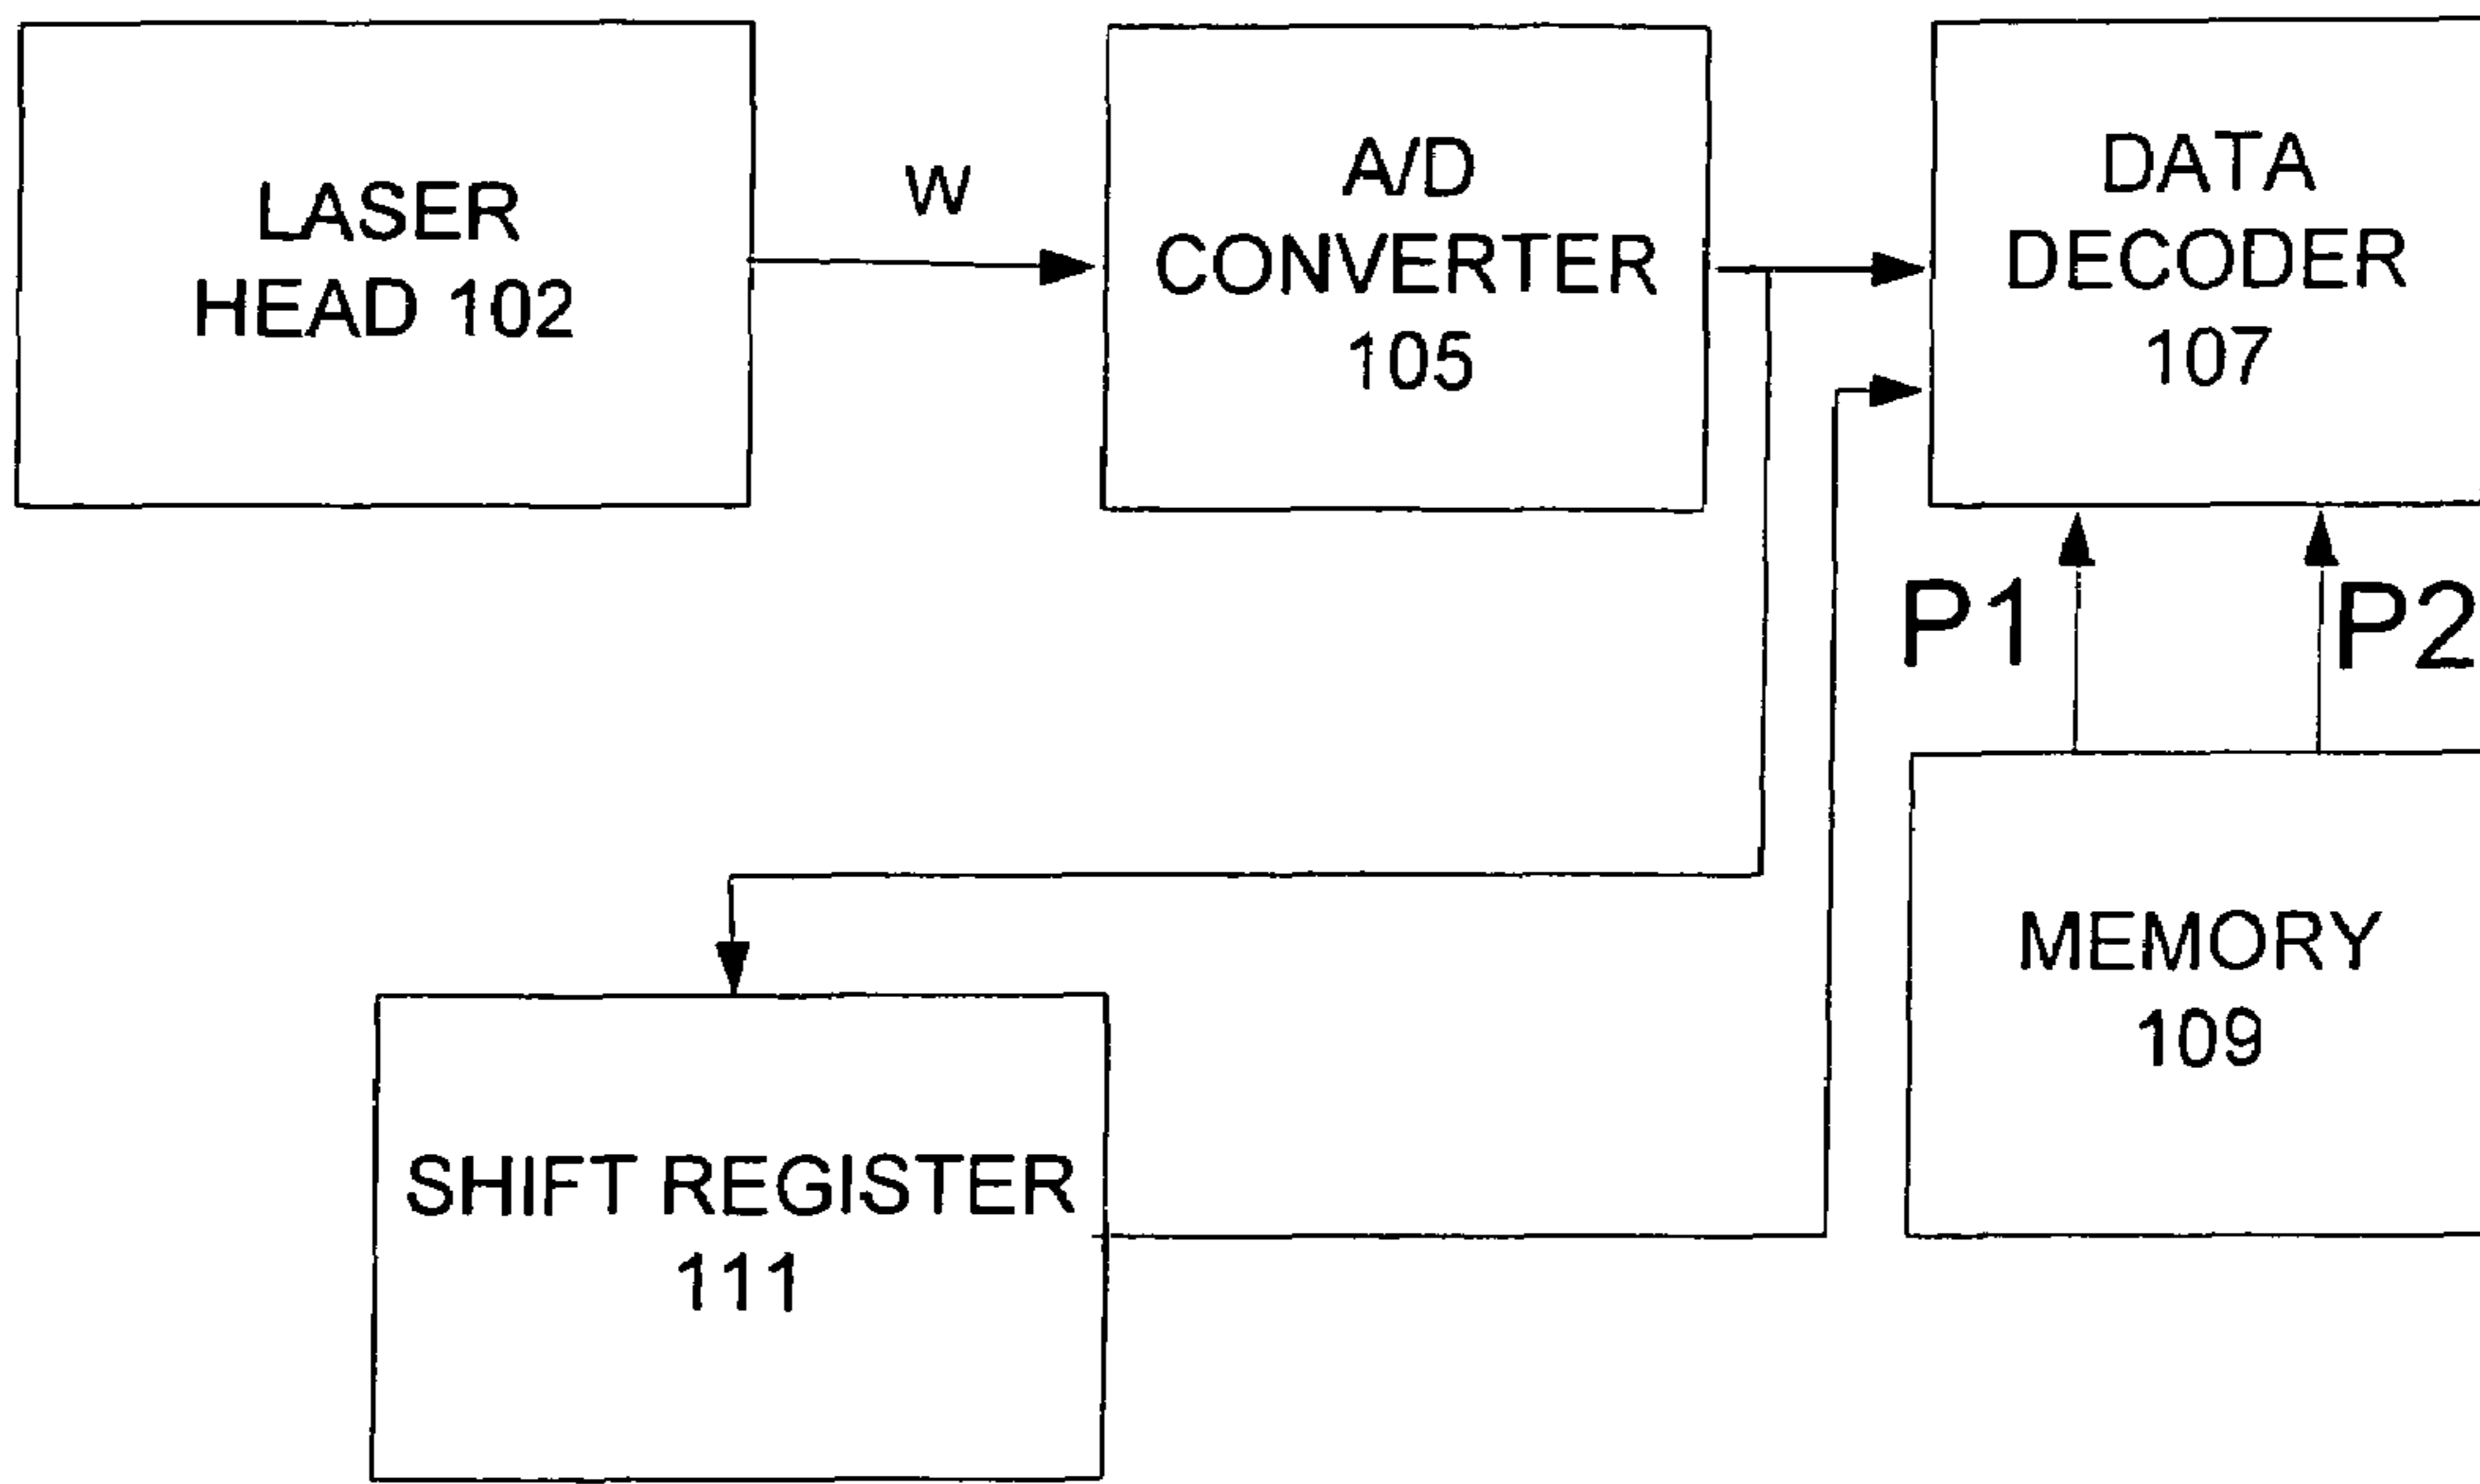 LASER
HEAD 102
W
A/D
CONVERTER
105
DATA
DECODER
107
P1
P2
MEMORY
109
SHIFT REGISTER
111